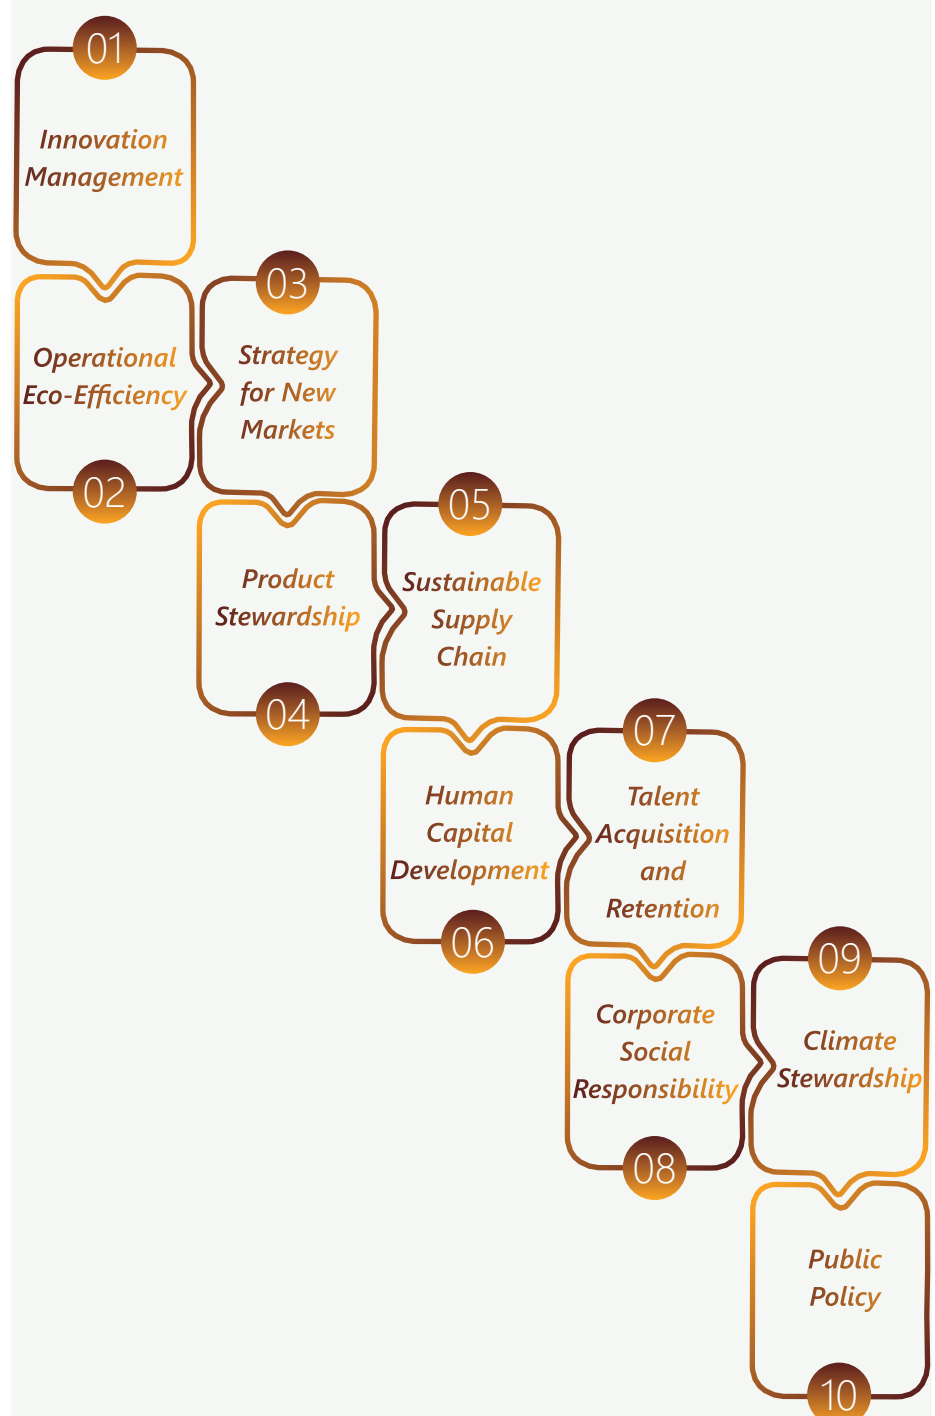 01
Innovation
Management
Operational
Eco-Efficiency
02
03
Strategy
for New
Markets
Product
Stewardship
04
05
Sustainable
Supply
Chain
Human
Capital
Development
06
07
Talent
Acquisition
and
Retention
Corporate
Social
Responsibility
08
09
Climate
Stewardship
Public
Policy
10